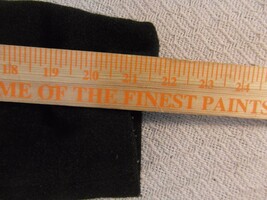 18 19 20 21 22 23 24
ME OF THE FINEST PAINTS